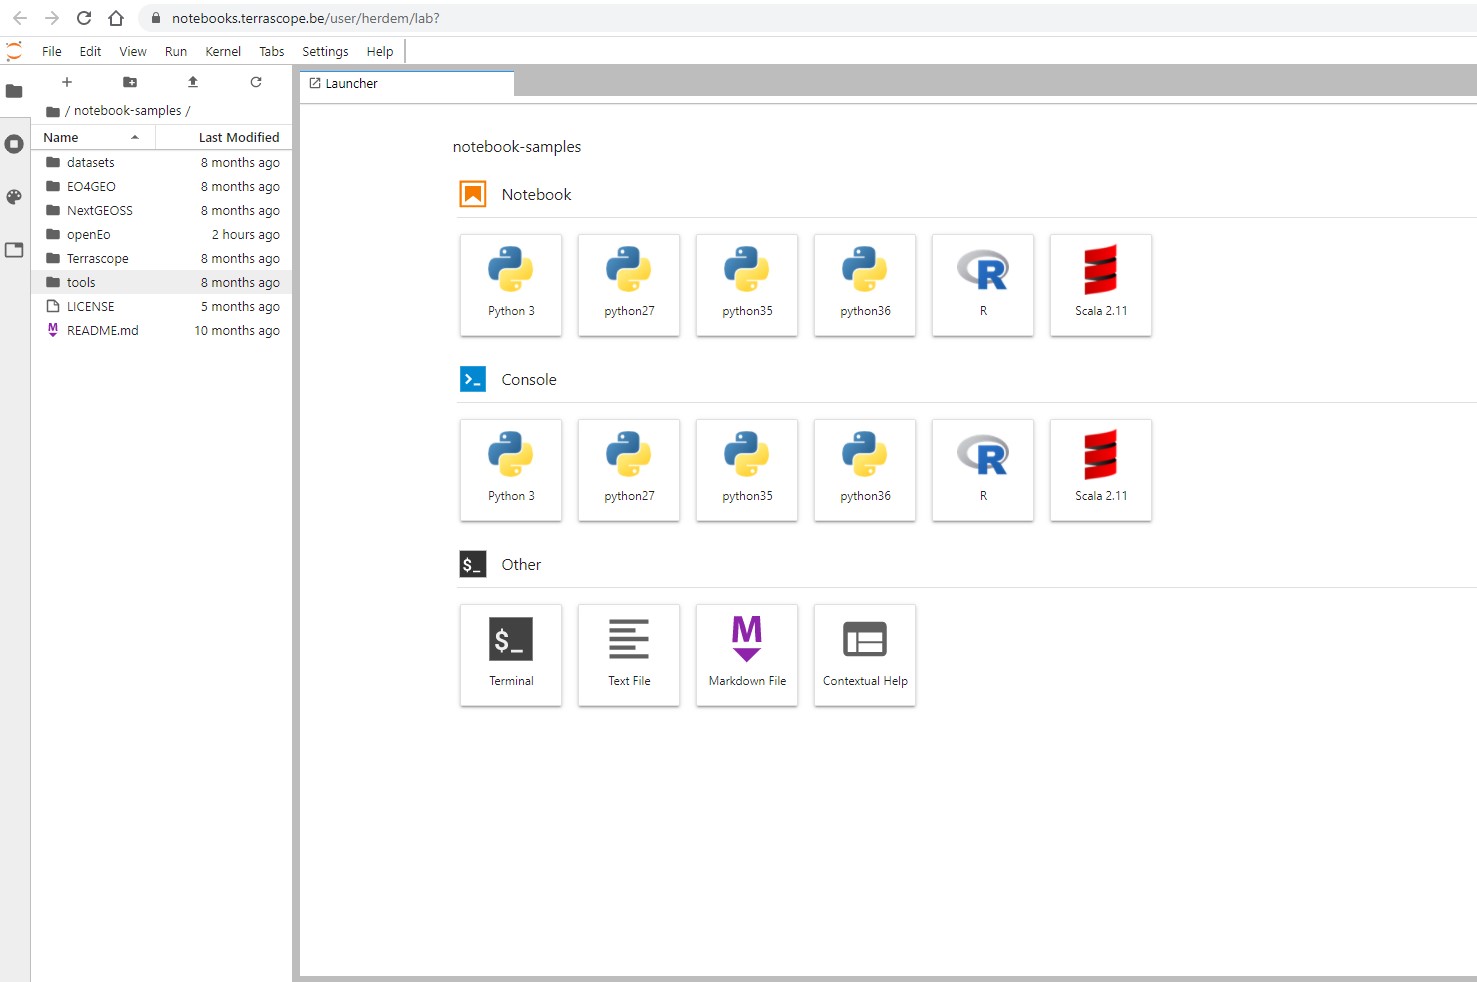 notebooks.terrascope.be/user/herdem/lab?
File Edit View Run Kernel Tabs Settings Help
Launcher
/ notebook-samples /
Name Last Modified
datasets 8 months ago
EO4GEO 8 months ago
NextGEOSS 8 months ago
openEo 2 hours ago
Terrascope 8 months ago
tools 8 months ago
LICENSE 5 months ago
M README.md 10 months ago
notebook-samples
Notebook
Python 3 python27 python35 python36 R Scala 2.11
Console
Python 3 python27 python35 python36 R Scala 2.11
$_ Other
$_ M
Terminal Text File Markdown File Contextual Help